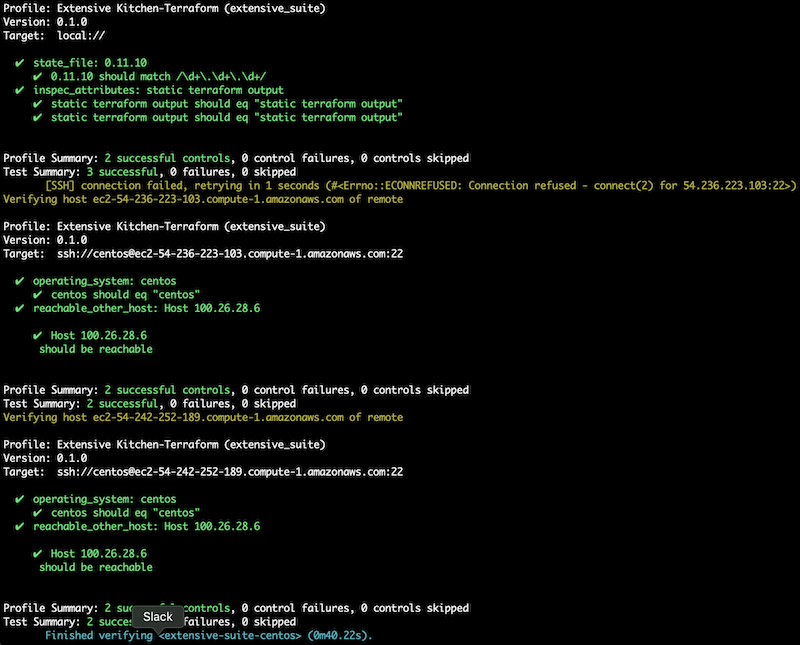 Profile: Extensive Kitchen-Terraform (extensive_suite)
Version: 0.1.0
Target:  local://
✔ state_file: 0.11.10
✔ 0.11.10 should match /\d+\.\d+\.\d+/
✔ inspec_attributes: static terraform output
✔ static terraform output should eq "static terraform output"
✔ static terraform output should eq "static terraform output"
Profile Summary: 2 successful controls, 0 control failures, 0 controls skipped
Test Summary: 3 successful, 0 failures, 0 skipped
[SSH] connection failed, retrying in 1 seconds (#<Errno::ECONNREFUSED: Connection refused - connect(2) for 54.236.223.103:22>)
Verifying host ec2-54-236-223-103.compute-1.amazonaws.com of remote
Profile: Extensive Kitchen-Terraform (extensive_suite)
Version: 0.1.0
Target:  ssh://centos@ec2-54-236-223-103.compute-1.amazonaws.com:22
✔ operating_system: centos
✔ centos should eq "centos"
✔ reachable_other_host: Host 100.26.28.6
✔ Host 100.26.28.6
should be reachable
Profile Summary: 2 successful controls, 0 control failures, 0 controls skipped
Test Summary: 2 successful, 0 failures, 0 skipped
Verifying host ec2-54-242-252-189.compute-1.amazonaws.com of remote
Profile: Extensive Kitchen-Terraform (extensive_suite)
Version: 0.1.0
Target:  ssh://centos@ec2-54-242-252-189.compute-1.amazonaws.com:22
✔ operating_system: centos
✔ centos should eq "centos"
✔ reachable_other_host: Host 100.26.28.6
✔ Host 100.26.28.6
should be reachable
Profile Summary: 2 controls, 0 control failures, 0 controls skipped
Slack
Test Summary: 2 failures, 0 skipped
Finished verifying <extensive-suite-centos> (0m40.22s).